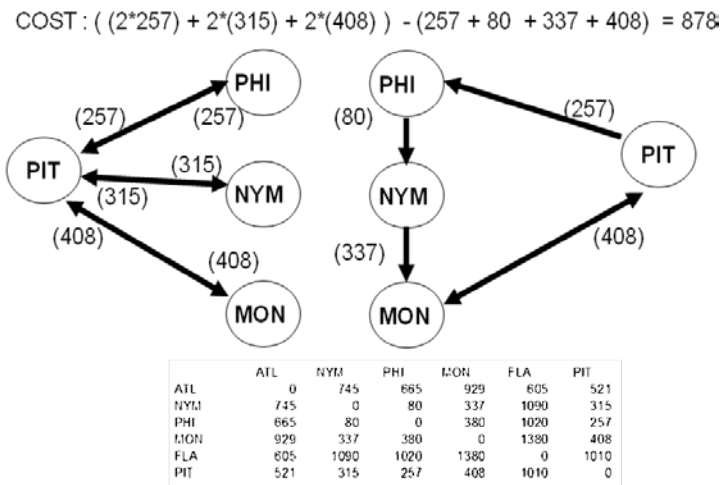 COST : ( (2*257) + 2*(315) + 2*(408) ) - (257 + 80 + 337 + 408) = 878
PHI
PHI
(257)
(257)
(80)
(257)
PIT
(315)
(315)
NYM
NYM
PIT
(408)
(408)
(337)
(408)
MON
MON
ATL NYM PHI MON FLA PIT
ATL 0 745 665 929 605 521
NYM 745 0 80 337 1090 315
PHI 665 80 0 380 1020 257
MON 929 337 380 0 1380 408
FLA 605 1090 1020 1380 0 1010
PIT 521 315 257 408 1010 0